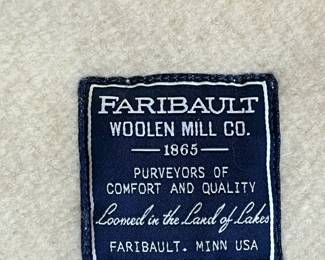 FARIBAULT
WOOLEN MILL CO.
1865
PURVEYORS OF
COMFORT AND QUALITY
Loomed in the Land of Lakes
FARIBAULT. MINN USA